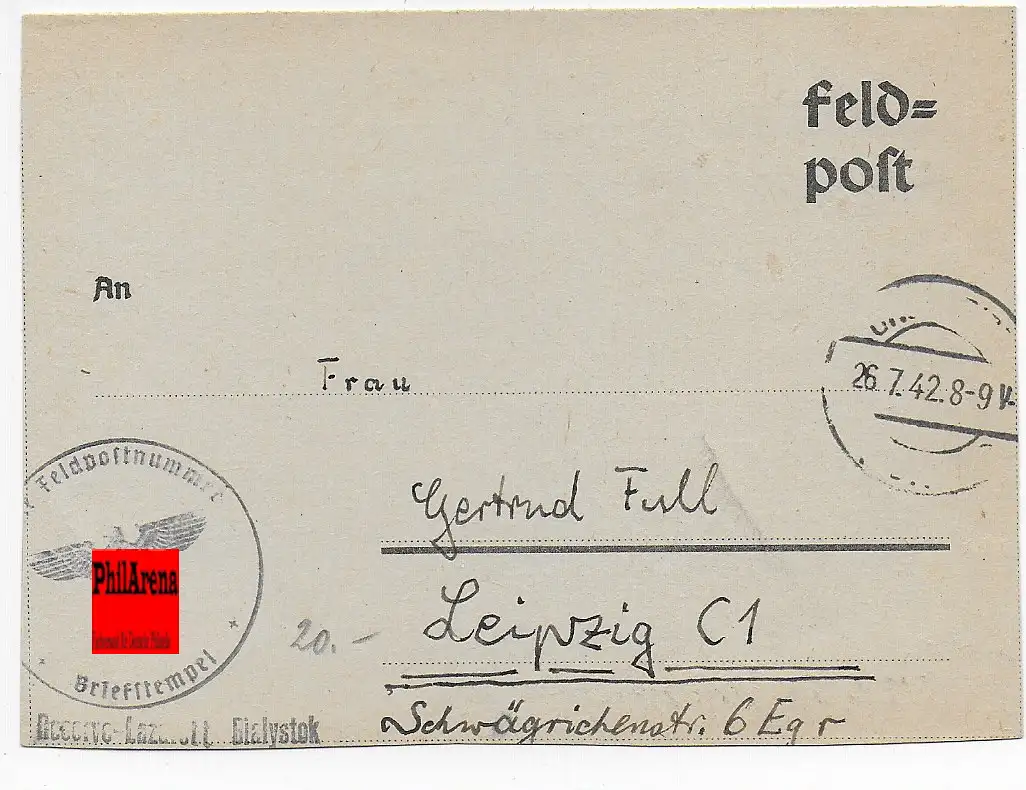 Feld=
post
An
Frau
26.7.42.8-9V.
Gertrud Full
Leipzig C1
Schwägrichenstr. 6 Eg r
20.-
Feldpostnummer
Briefstempel
PhilArena
Reserve-Lazarett Bialystok